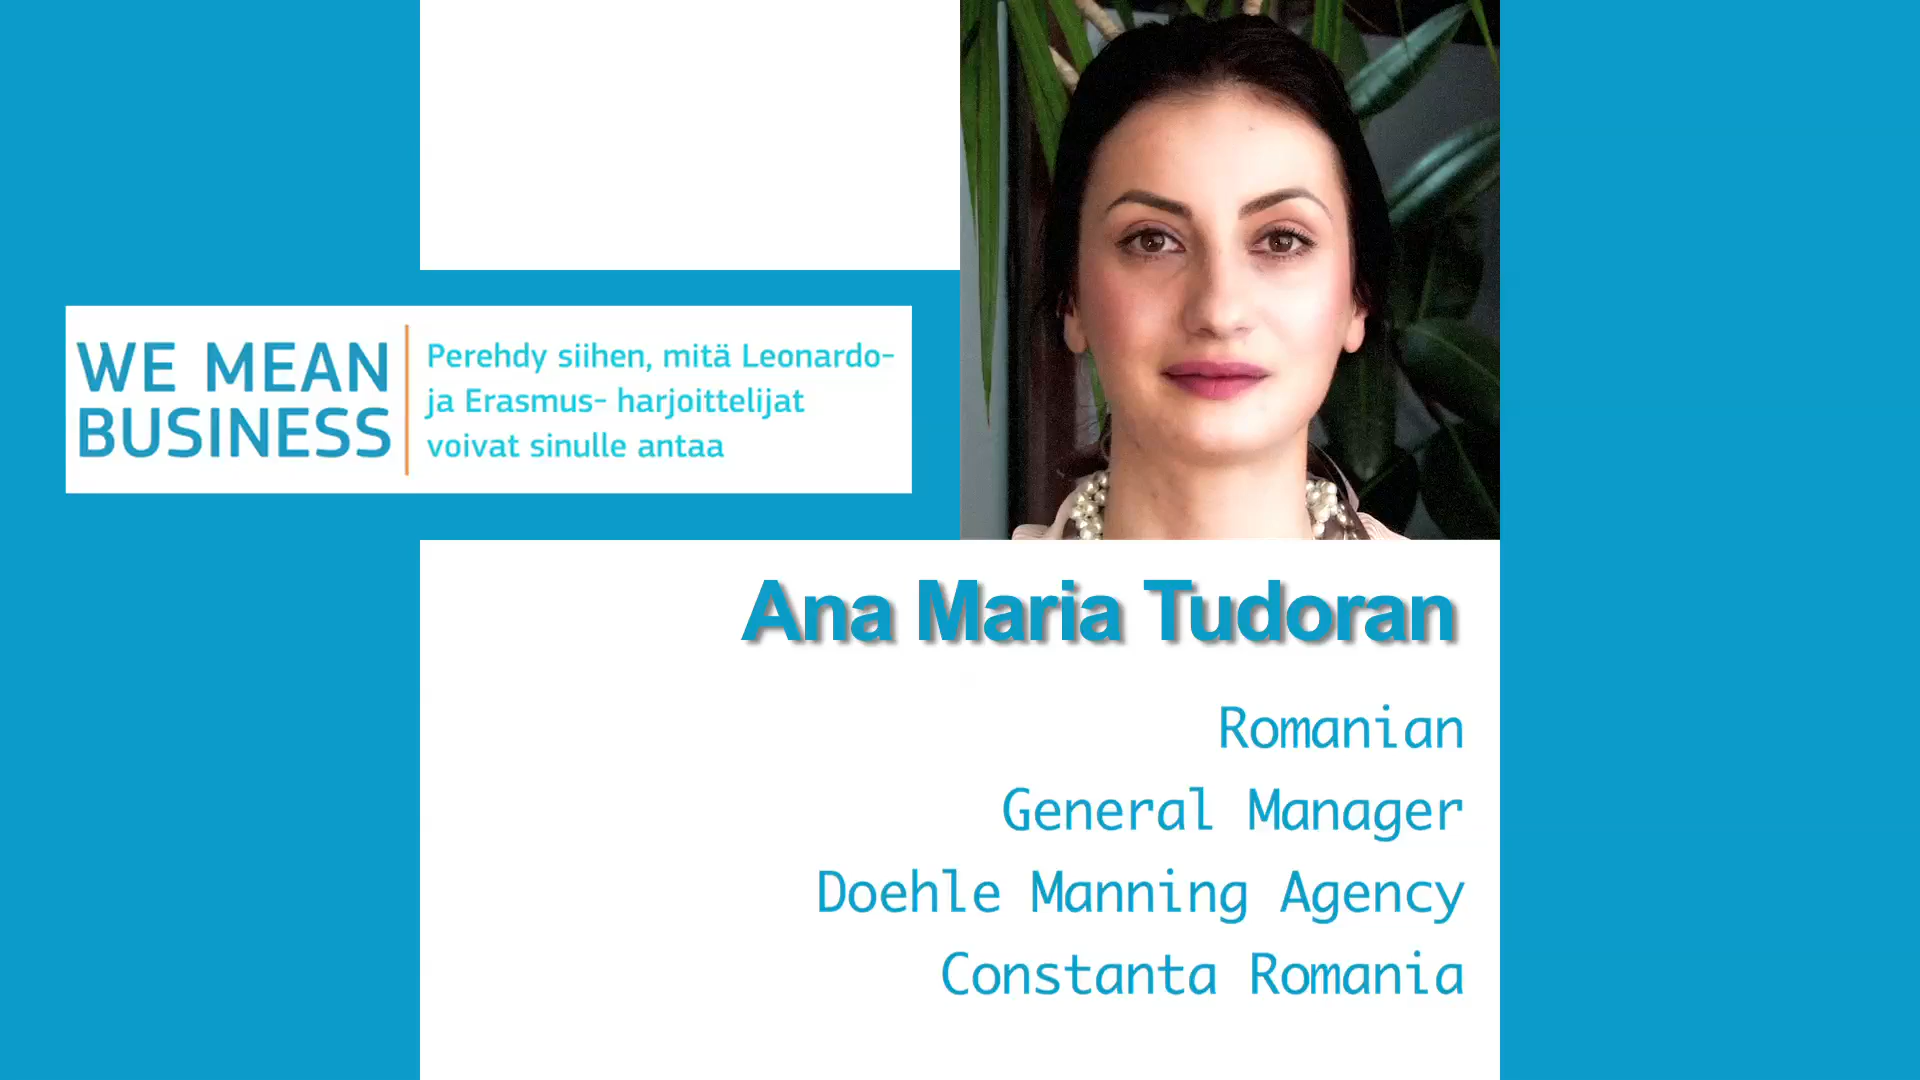 WE MEAN
BUSINESS
Perehdy siihen, mitä Leonardo-
ja Erasmus- harjoittelijat
voivat sinulle antaa
Ana Maria Tudoran
Romanian
General Manager
Doehle Manning Agency
Constanta Romania